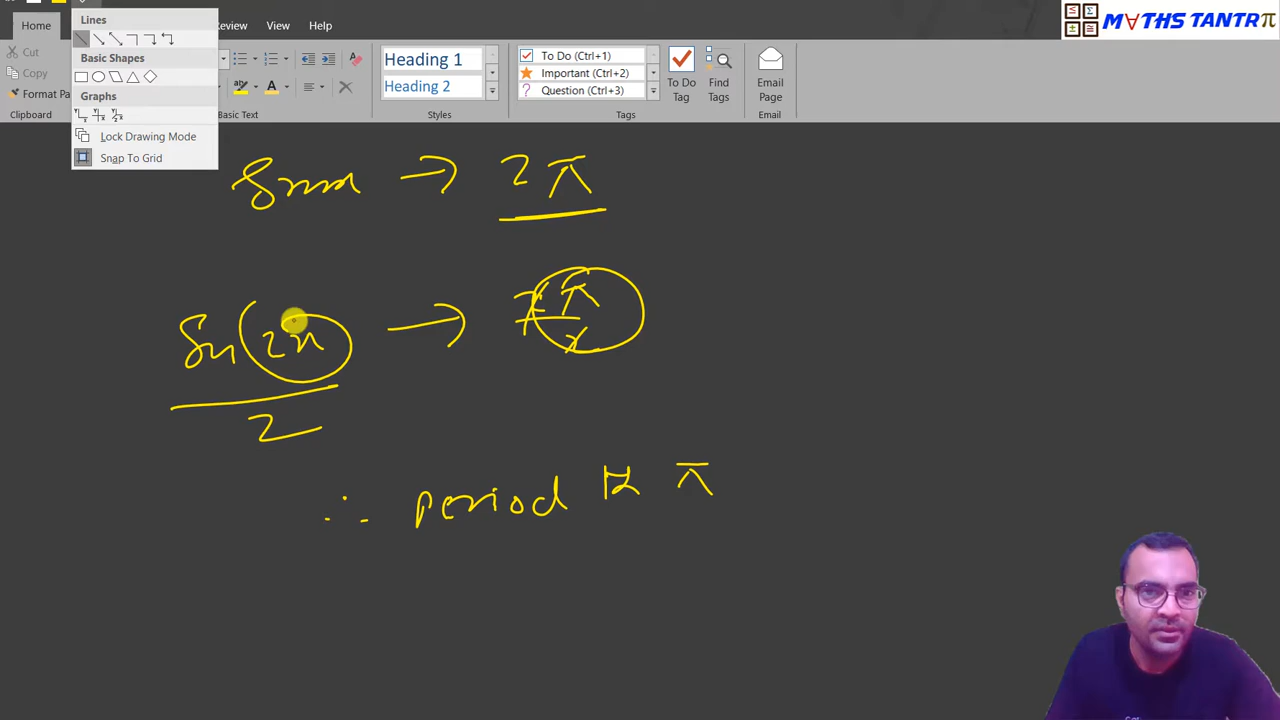 Lines
Home
Review
Help
MATHS TANTRπ
Cut
Copy
Format Pa
Basic Shapes
Graphs
Lock Drawing Mode
Snap To Grid
Heading 1
Heading 2
To Do (Ctrl+1)
Important (Ctrl+2)
Question (Ctrl+3)
To Do Tag
Find Tags
Email Page
Clipboard
Basic Text
Styles
Tags
Email
sinx → 2π
sin(2x) → 2π
2 2
∴ period is π